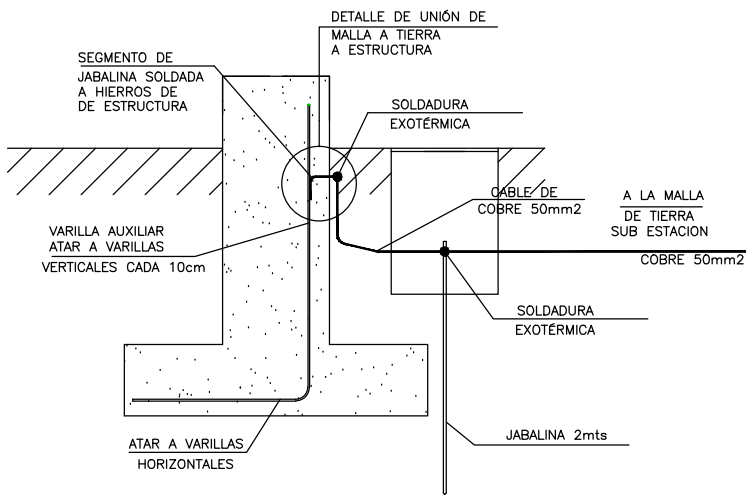 DETALLE DE UNIÓN DE
MALLA A TIERRA
A ESTRUCTURA
SEGMENTO DE
JABALINA SOLDADA
A HIERROS DE
DE ESTRUCTURA
SOLDADURA
EXOTÉRMICA
CABLE DE
COBRE 50mm2
A LA MALLA
DE TIERRA
SUB ESTACION
COBRE 50mm2
VARILLA AUXILIAR
ATAR A VARILLAS
VERTICALES CADA 10cm
SOLDADURA
EXOTÉRMICA
ATAR A VARILLAS
HORIZONTALES
JABALINA 2mts